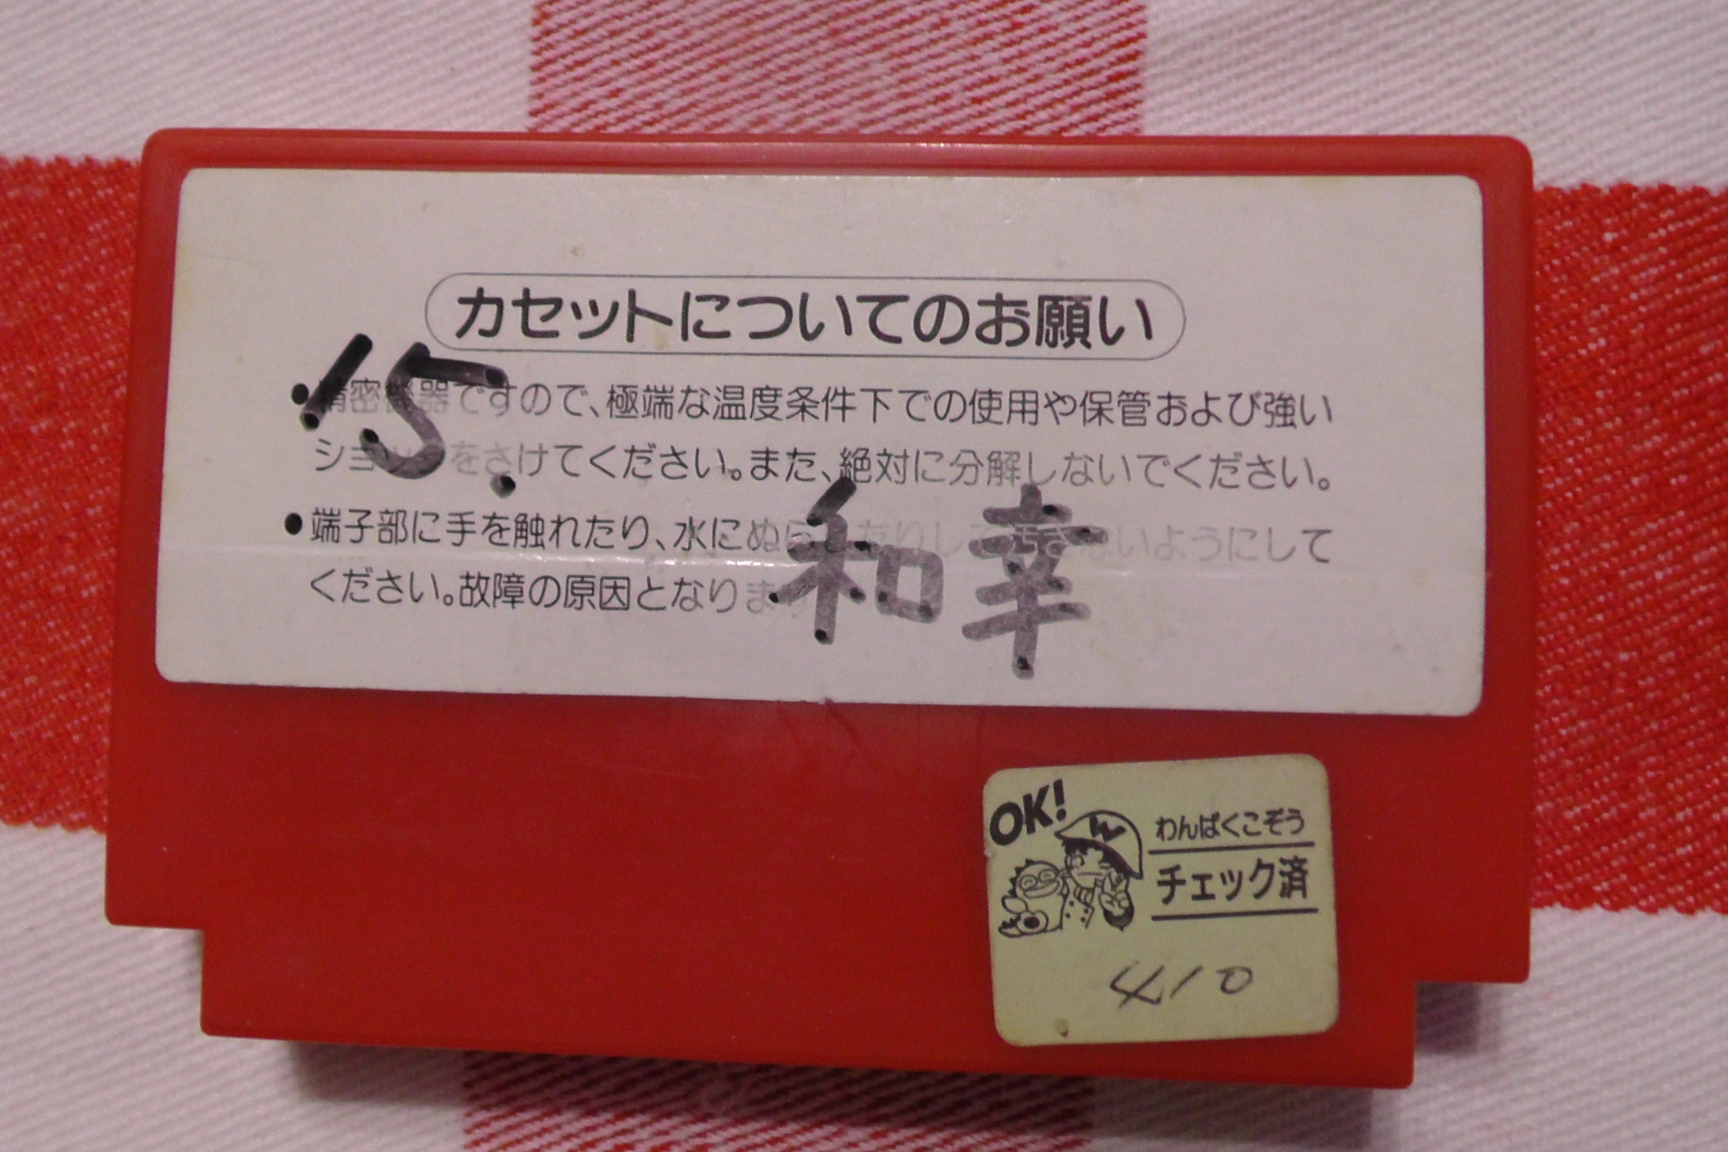 カセットについてのお願い
15.
●精密機器ですので、極端な温度条件下での使用や保管および強い
ショックをさけてください。また、絶対に分解しないでください。
●端子部に手を触れたり、水にぬらしたりして汚さないようにして
ください。故障の原因となります。
和幸
OK!
わんぱくこぞう
チェック済
410